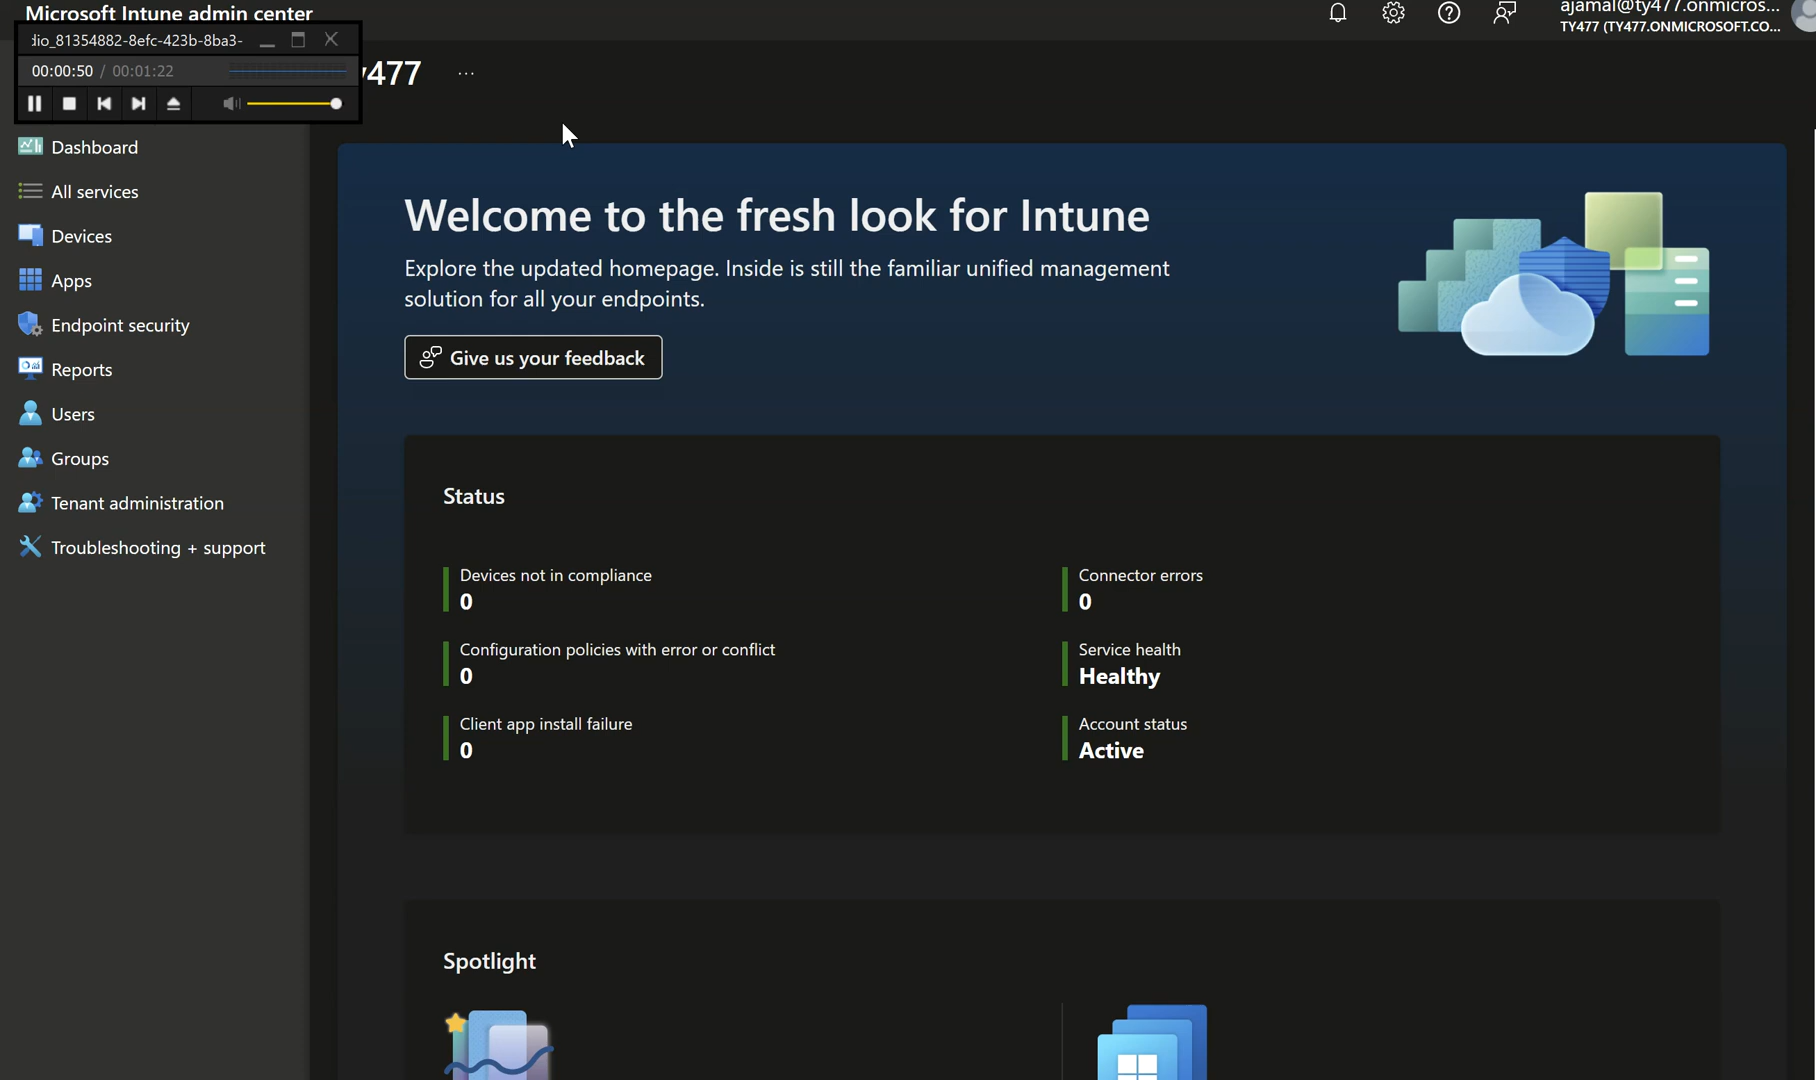 Microsoft Intune admin center
ajamal@ty477.onmicros...
TY477 (TY477.ONMICROSOFT.CO...
dio_81354882-8efc-423b-8ba3-
00:00:50 / 00:01:22
y477 ...
Dashboard
All services
Devices
Apps
Endpoint security
Reports
Users
Groups
Tenant administration
Troubleshooting + support
Welcome to the fresh look for Intune
Explore the updated homepage. Inside is still the familiar unified management
solution for all your endpoints.
Give us your feedback
Status
Devices not in compliance
0
Configuration policies with error or conflict
0
Client app install failure
0
Connector errors
0
Service health
Healthy
Account status
Active
Spotlight